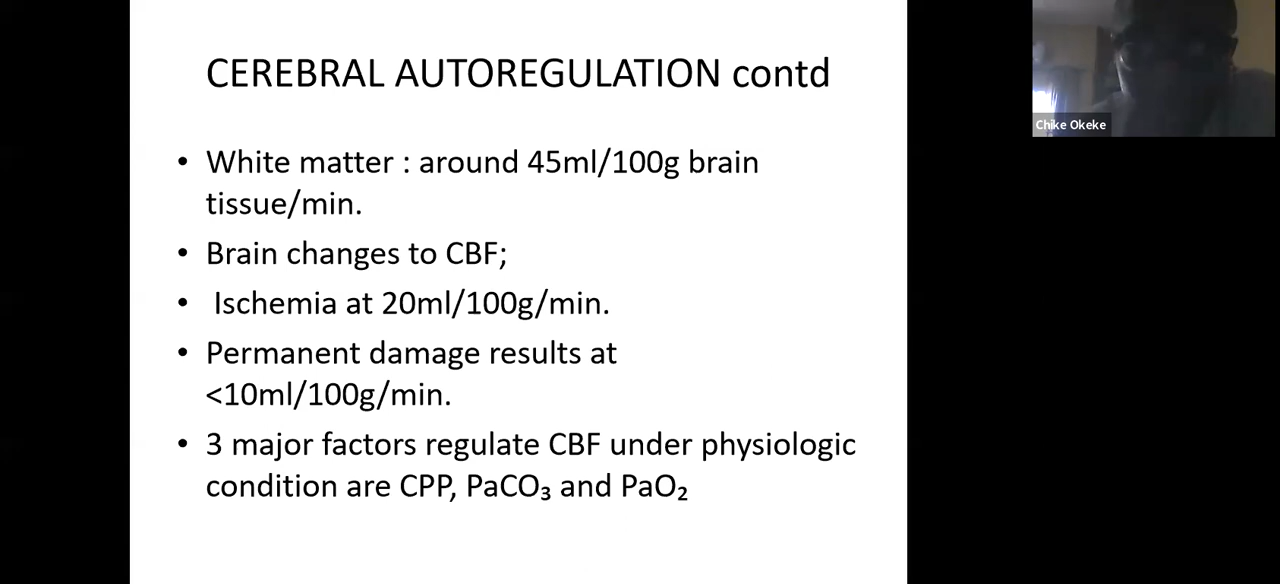 CEREBRAL AUTOREGULATION contd
• White matter : around 45ml/100g brain
tissue/min.
• Brain changes to CBF;
• Ischemia at 20ml/100g/min.
• Permanent damage results at
<10ml/100g/min.
• 3 major factors regulate CBF under physiologic
condition are CPP, PaCO₃ and PaO₂
Chike Okeke